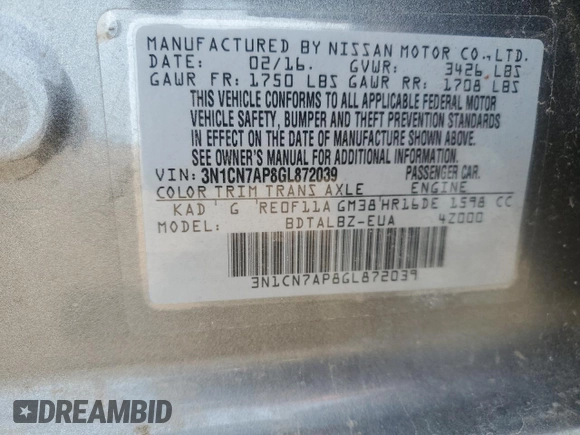 MANUFACTURED BY NISSAN MOTOR CO.,LTD.
DATE: 02/16. GVWR: 3426 LBS
GAWR FR: 1750 LBS GAWR RR: 1708 LBS
THIS VEHICLE CONFORMS TO ALL APPLICABLE FEDERAL MOTOR
VEHICLE SAFETY, BUMPER AND THEFT PREVENTION STANDARDS
IN EFFECT ON THE DATE OF MANUFACTURE SHOWN ABOVE.
SEE OWNER'S MANUAL FOR ADDITIONAL INFORMATION.
VIN: 3N1CN7AP8GL872039 PASSENGER CAR.
COLOR TRIM TRANS AXLE ENGINE
KAD G RE0F11A GM38 HR16DE 1598 CC
MODEL: BDTALBZ-EUA 4Z000
3N1CN7AP8GL872039
DREAMBID